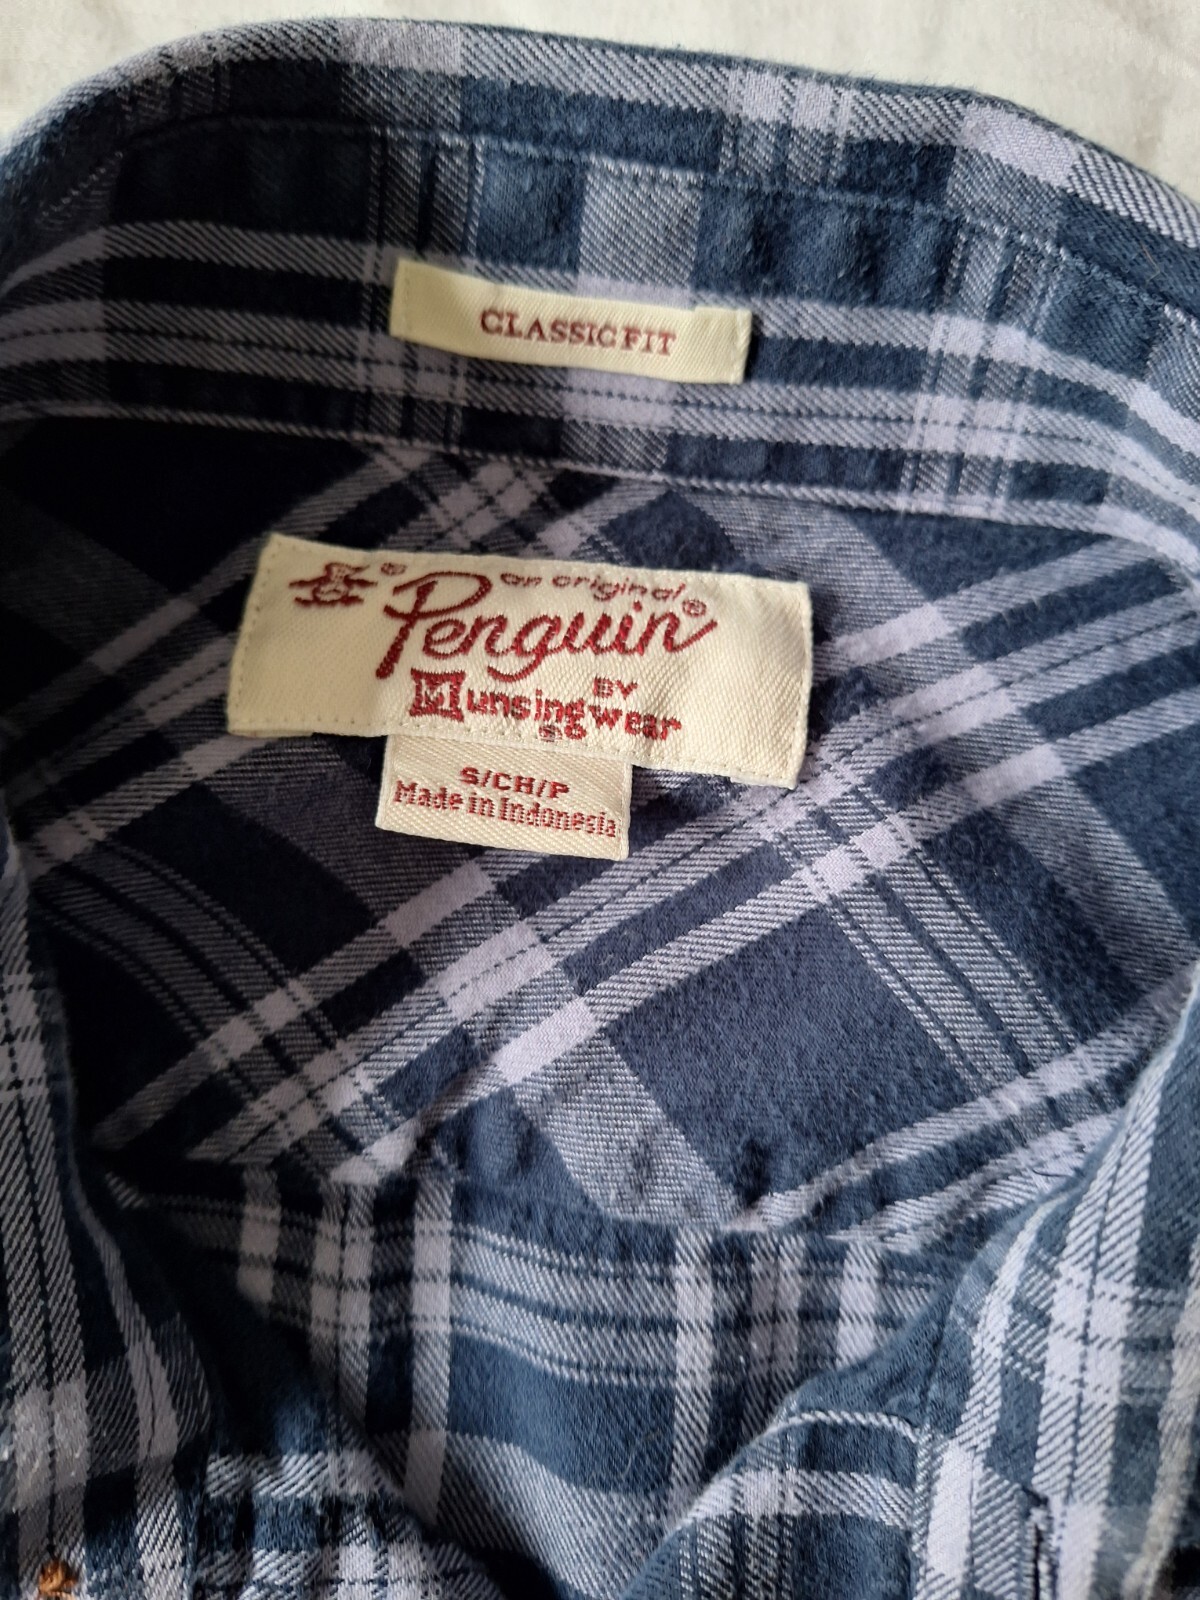 CLASSIC FIT
® an original
Penguin®
BY
Munsingwear
®
S/CH/P
Made in Indonesia